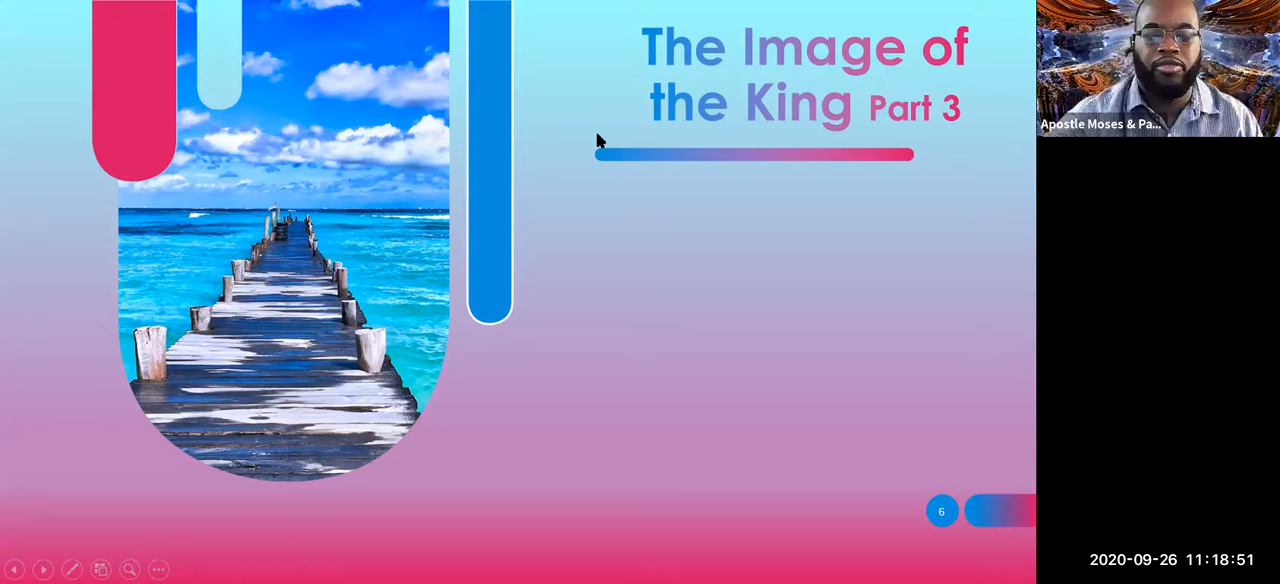 The Image of
the King Part 3
Apostle Moses & Pa...
6
2020-09-26 11:18:51